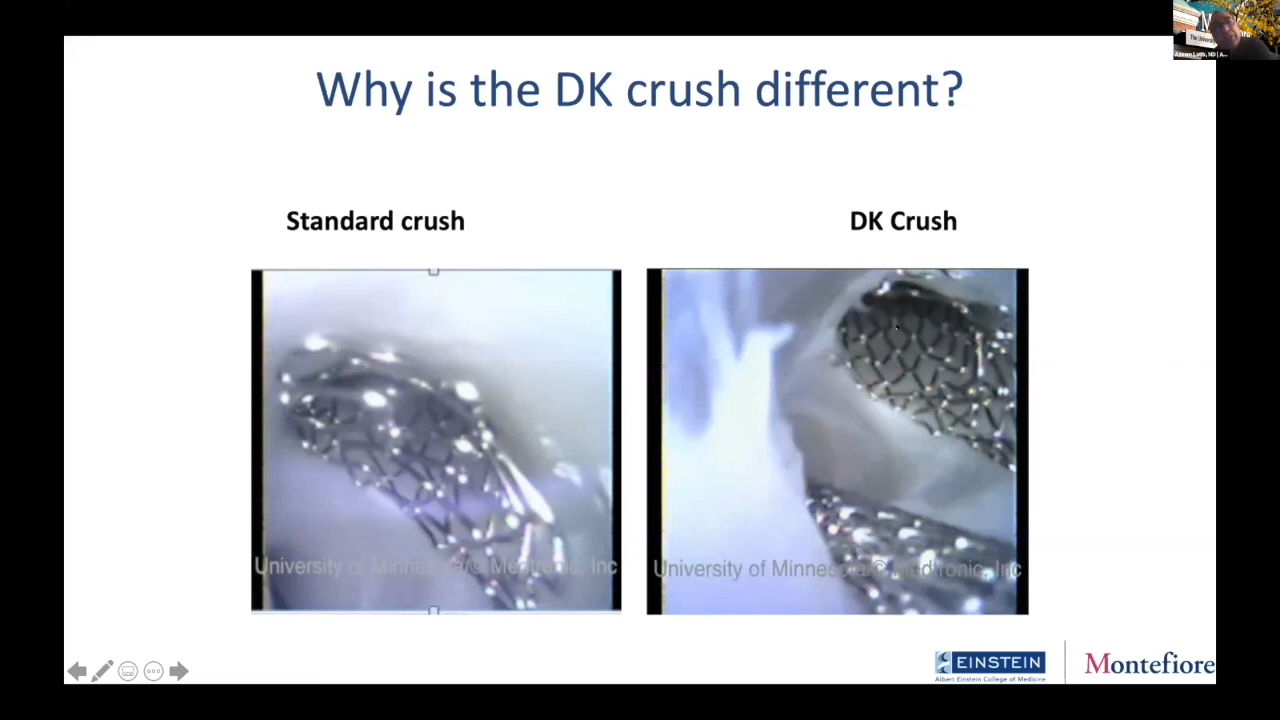 Why is the DK crush different?
Standard crush
DK Crush
University of Minnesota/© Medtronic, Inc
University of Minnesota/© Medtronic, Inc
EINSTEIN
Albert Einstein College of Medicine
Montefiore